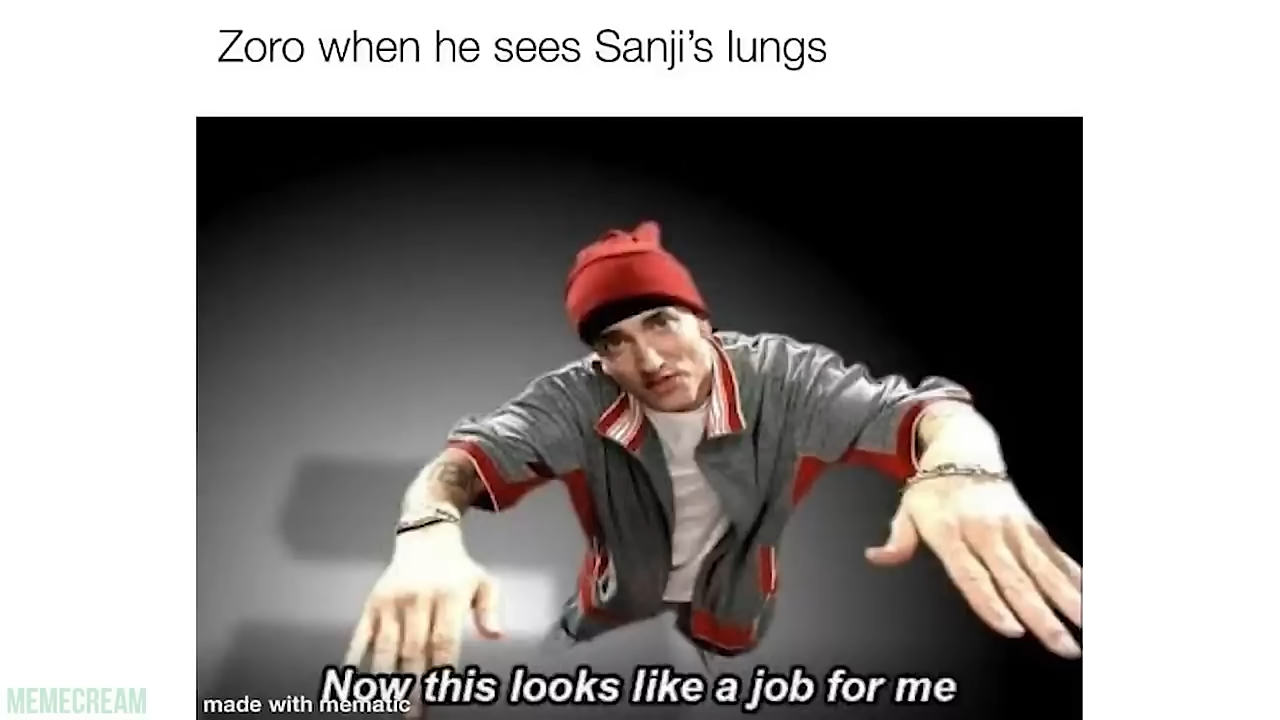 Zoro when he sees Sanji’s lungs
Now this looks like a job for me
made with mematic
MEMECREAM